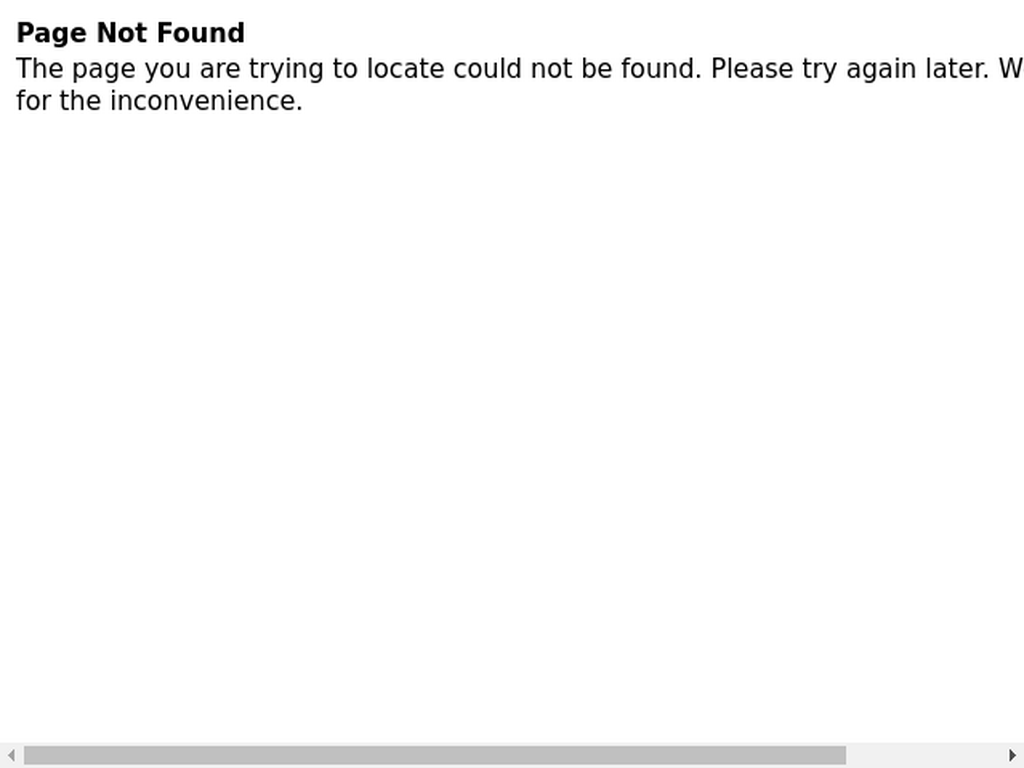 Page Not Found
The page you are trying to locate could not be found. Please try again later.
for the inconvenience.